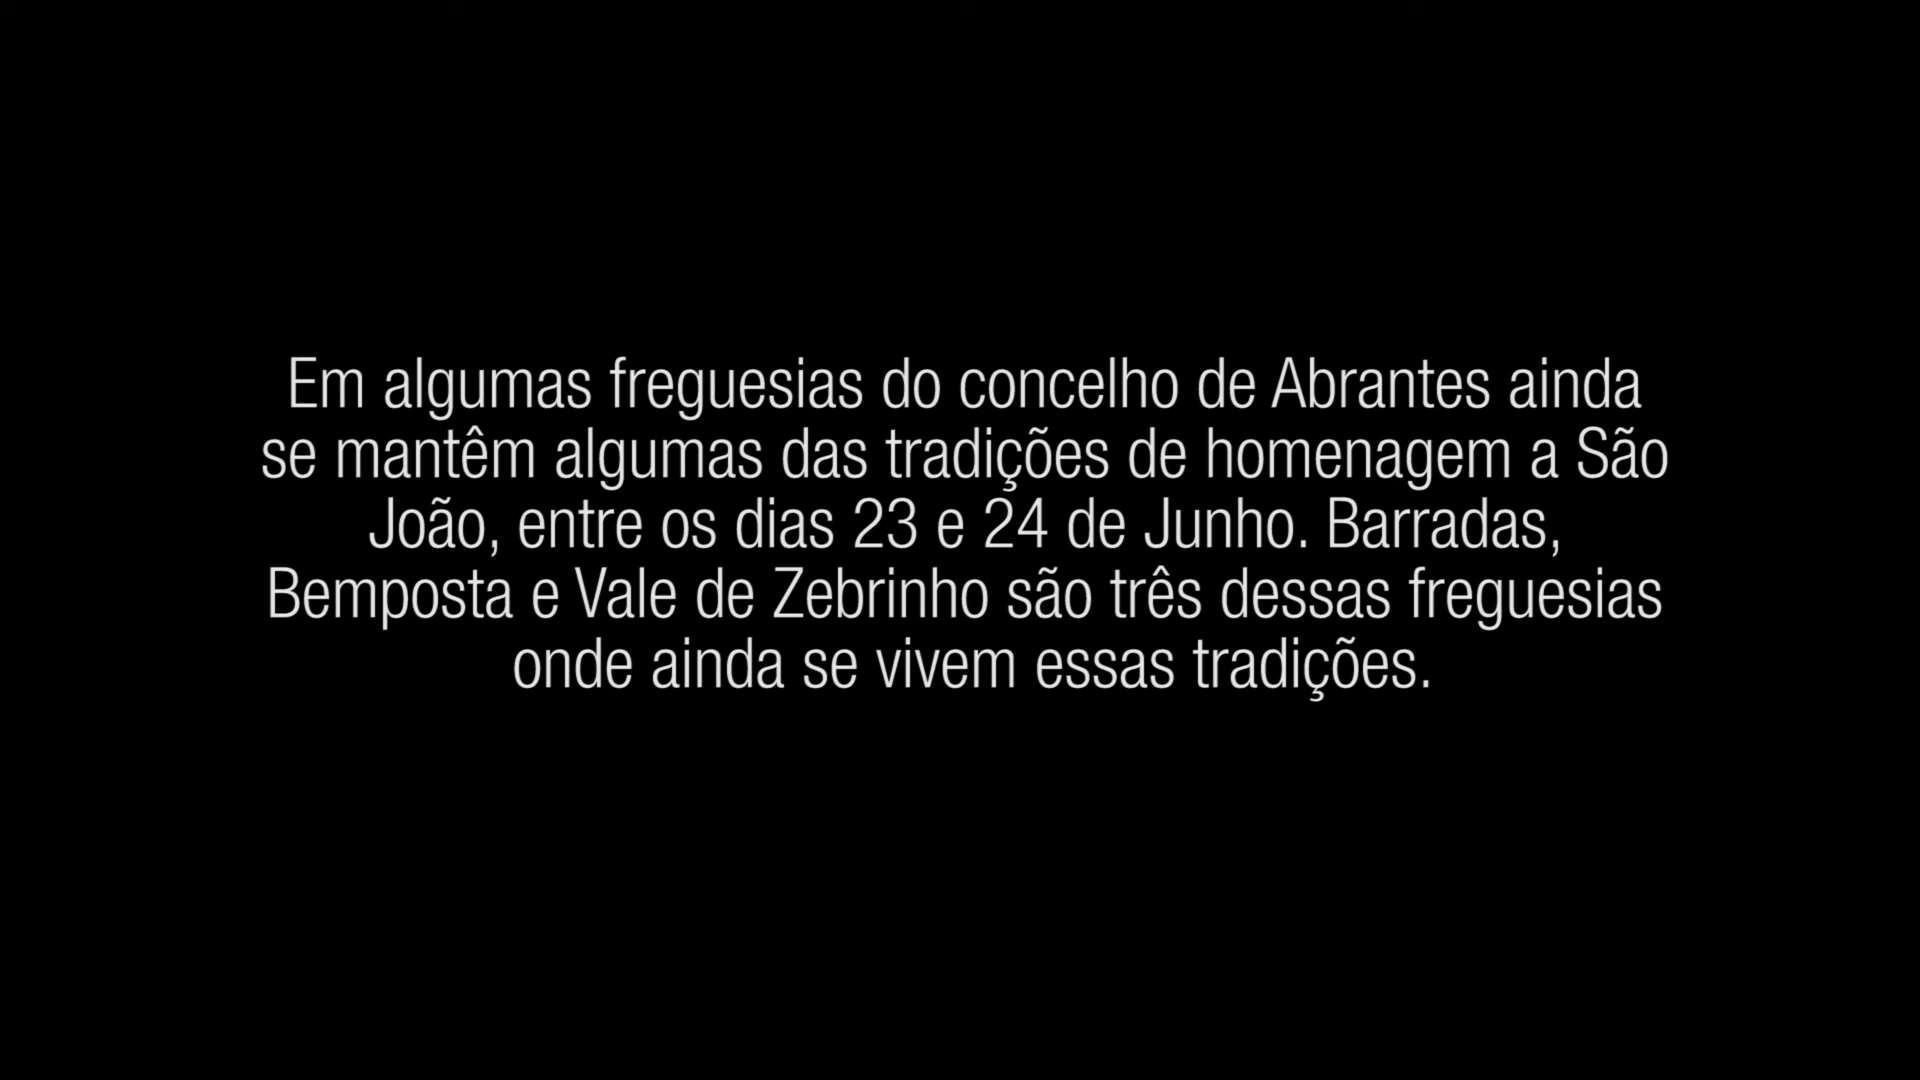 Em algumas freguesias do concelho de Abrantes ainda
se mantêm algumas das tradições de homenagem a São
João, entre os dias 23 e 24 de Junho. Barradas,
Bemposta e Vale de Zebrinho são três dessas freguesias
onde ainda se vivem essas tradições.